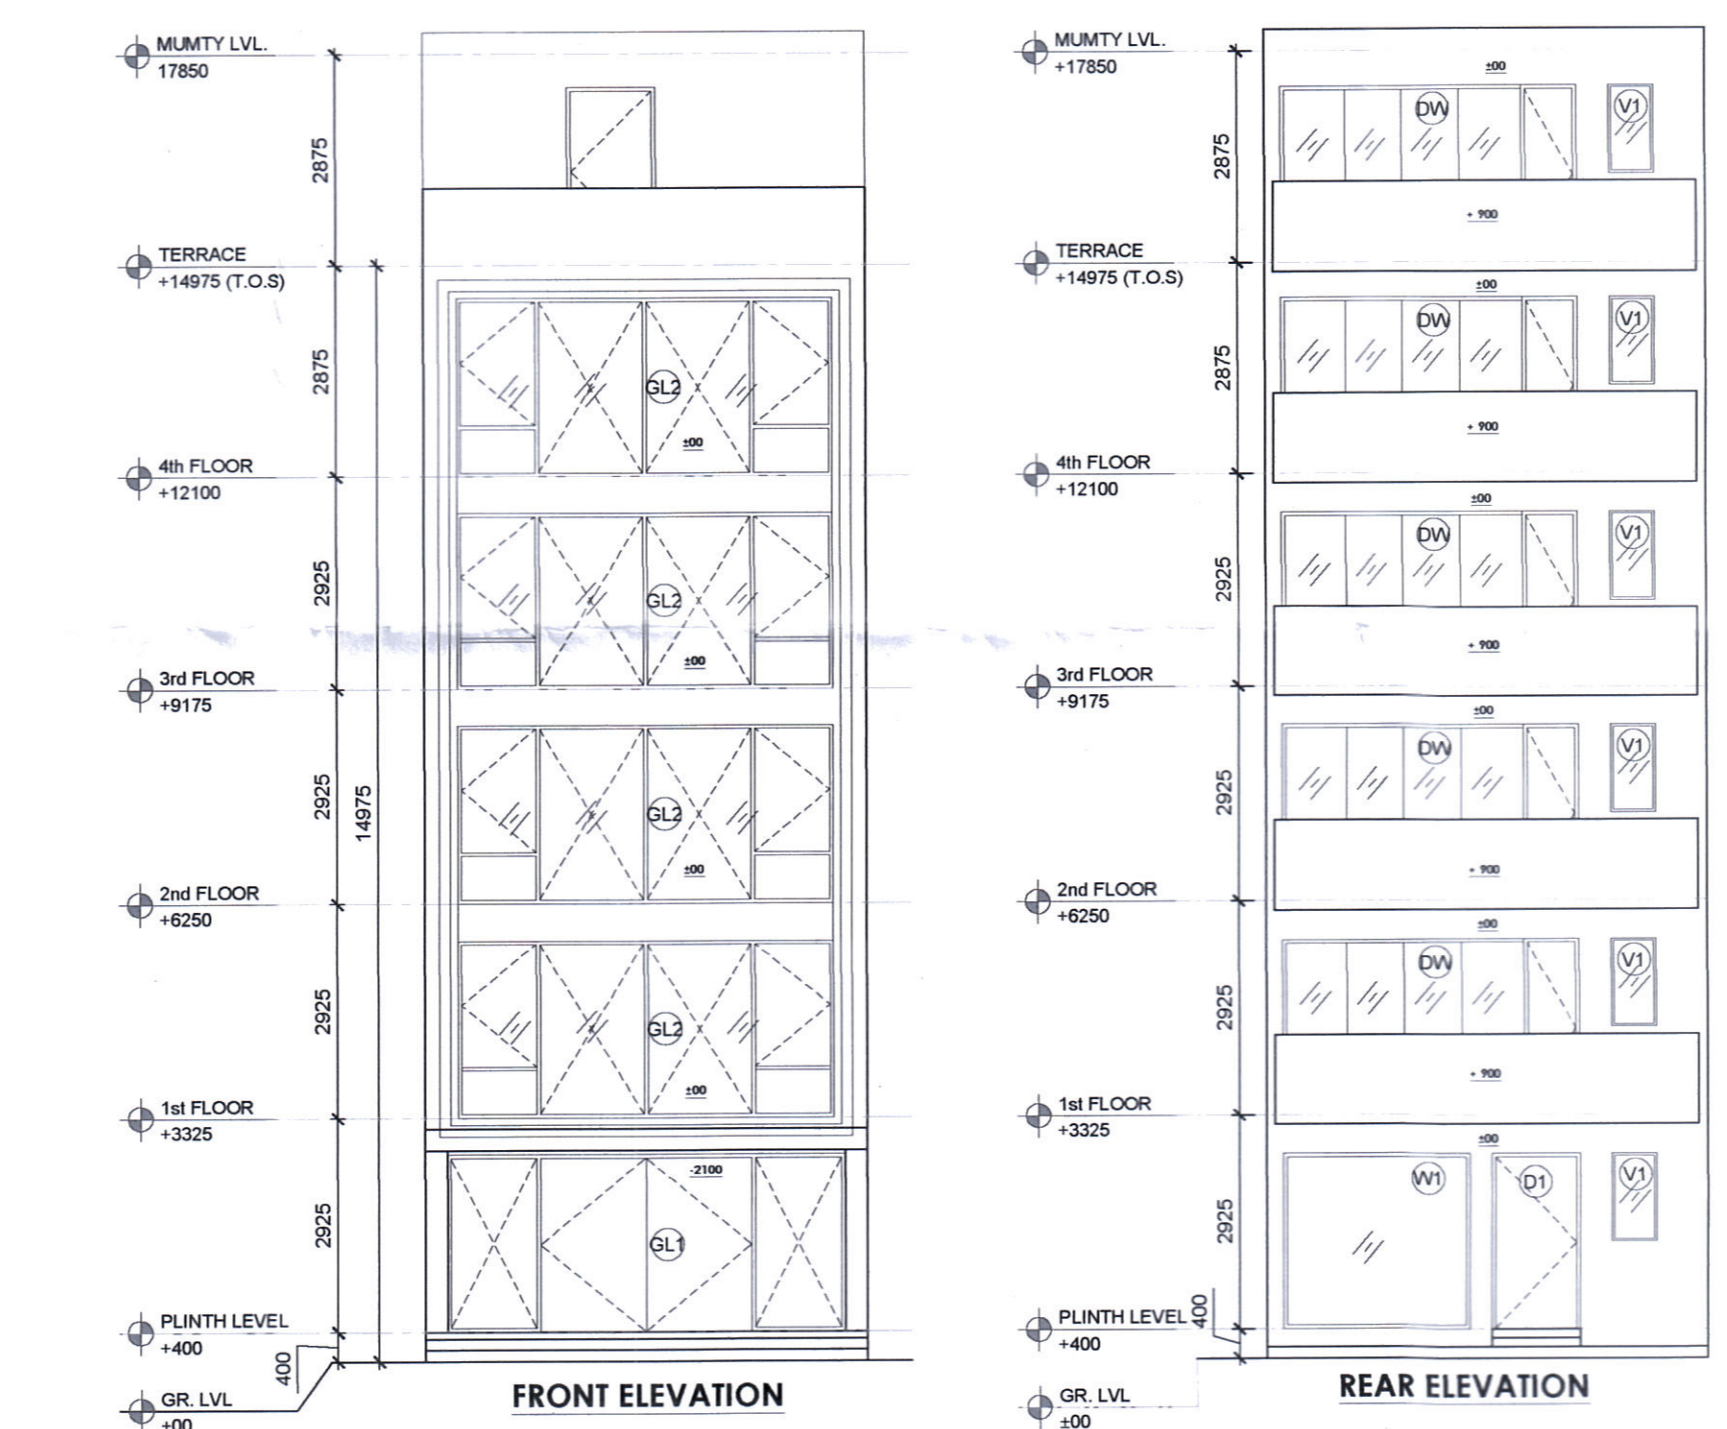 MUMTY LVL.
17850
2875
TERRACE
+14975 (T.O.S)
2875
GL2
±00
4th FLOOR
+12100
2925
GL2
±00
3rd FLOOR
+9175
2925
14975
GL2
±00
2nd FLOOR
+6250
2925
GL2
±00
1st FLOOR
+3325
-2100
2925
GL1
PLINTH LEVEL
+400
400
GR. LVL
±00
FRONT ELEVATION
MUMTY LVL.
+17850
±00
DW
V1
2875
+ 900
TERRACE
+14975 (T.O.S)
±00
DW
V1
2875
+ 900
4th FLOOR
+12100
±00
DW
V1
2925
+ 900
3rd FLOOR
+9175
±00
DW
V1
2925
+ 900
2nd FLOOR
+6250
±00
DW
V1
2925
+ 900
1st FLOOR
+3325
±00
W1
D1
V1
2925
PLINTH LEVEL
+400
400
GR. LVL
±00
REAR ELEVATION